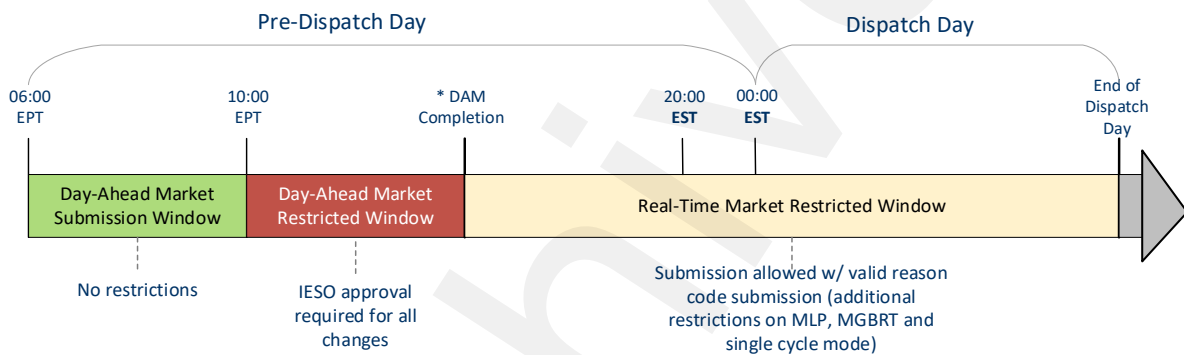 Pre-Dispatch Day
Dispatch Day
06:00
EPT
10:00
EPT
* DAM
Completion
20:00
EST
00:00
EST
End of
Dispatch
Day
Day-Ahead Market
Submission Window
Day-Ahead Market
Restricted Window
Real-Time Market Restricted Window
No restrictions
IESO approval
required for all
changes
Submission allowed w/ valid reason
code submission (additional
restrictions on MLP, MGBRT and
single cycle mode)